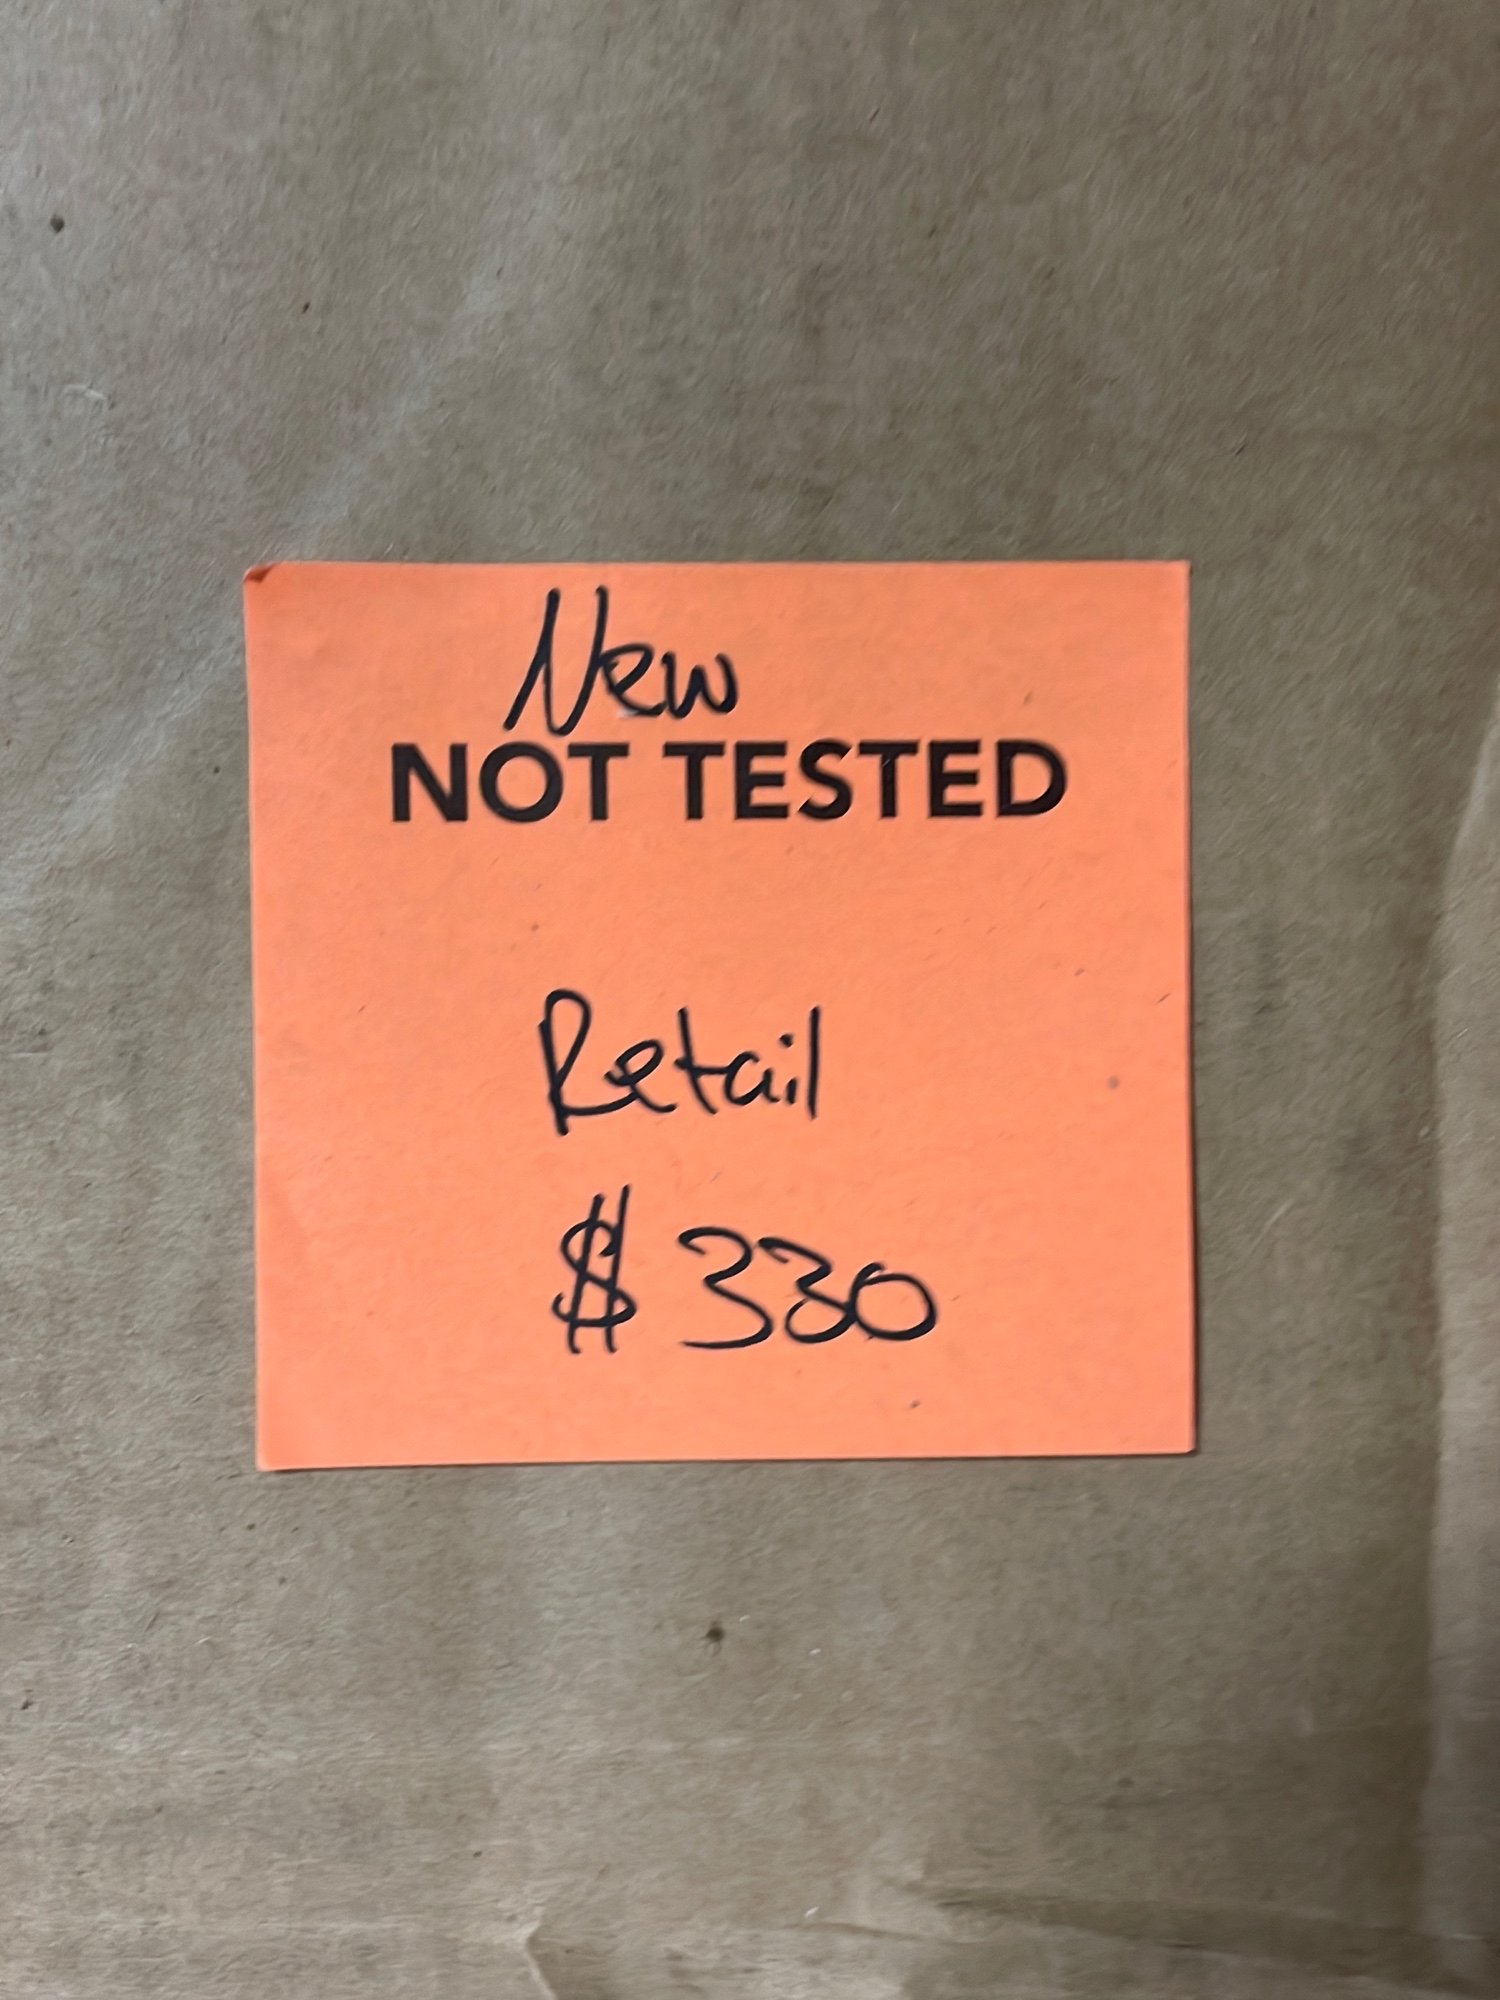 New
NOT TESTED
Retail
$ 330